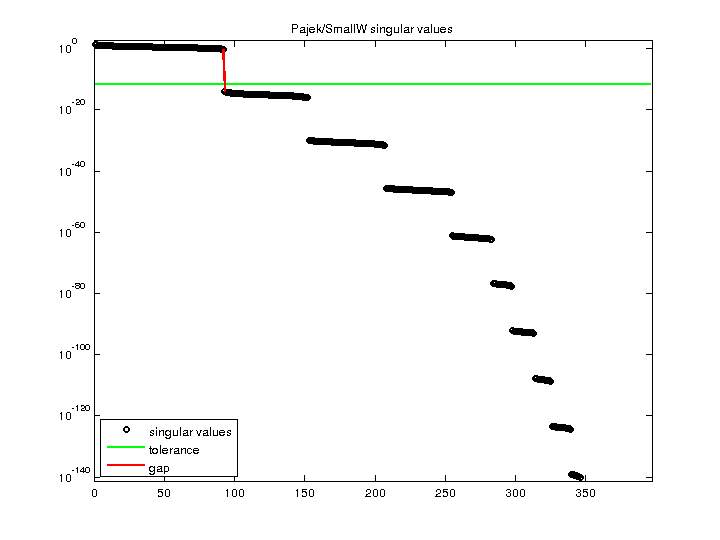 Pajek/SmallW singular values
10^0
10^-20
10^-40
10^-60
10^-80
10^-100
10^-120
10^-140
singular values
tolerance
gap
0 50 100 150 200 250 300 350